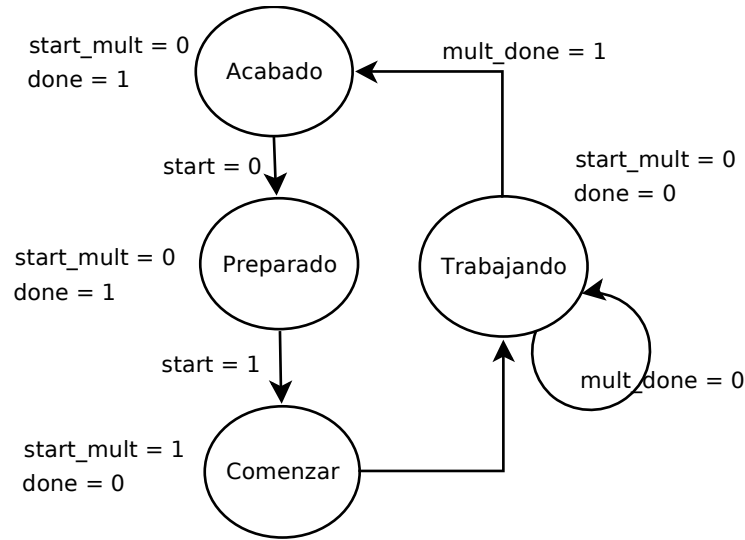 start_mult = 0
done = 1
Acabado
mult_done = 1
start = 0
start_mult = 0
done = 0
start_mult = 0
done = 1
Preparado
Trabajando
start = 1
mult_done = 0
start_mult = 1
done = 0
Comenzar